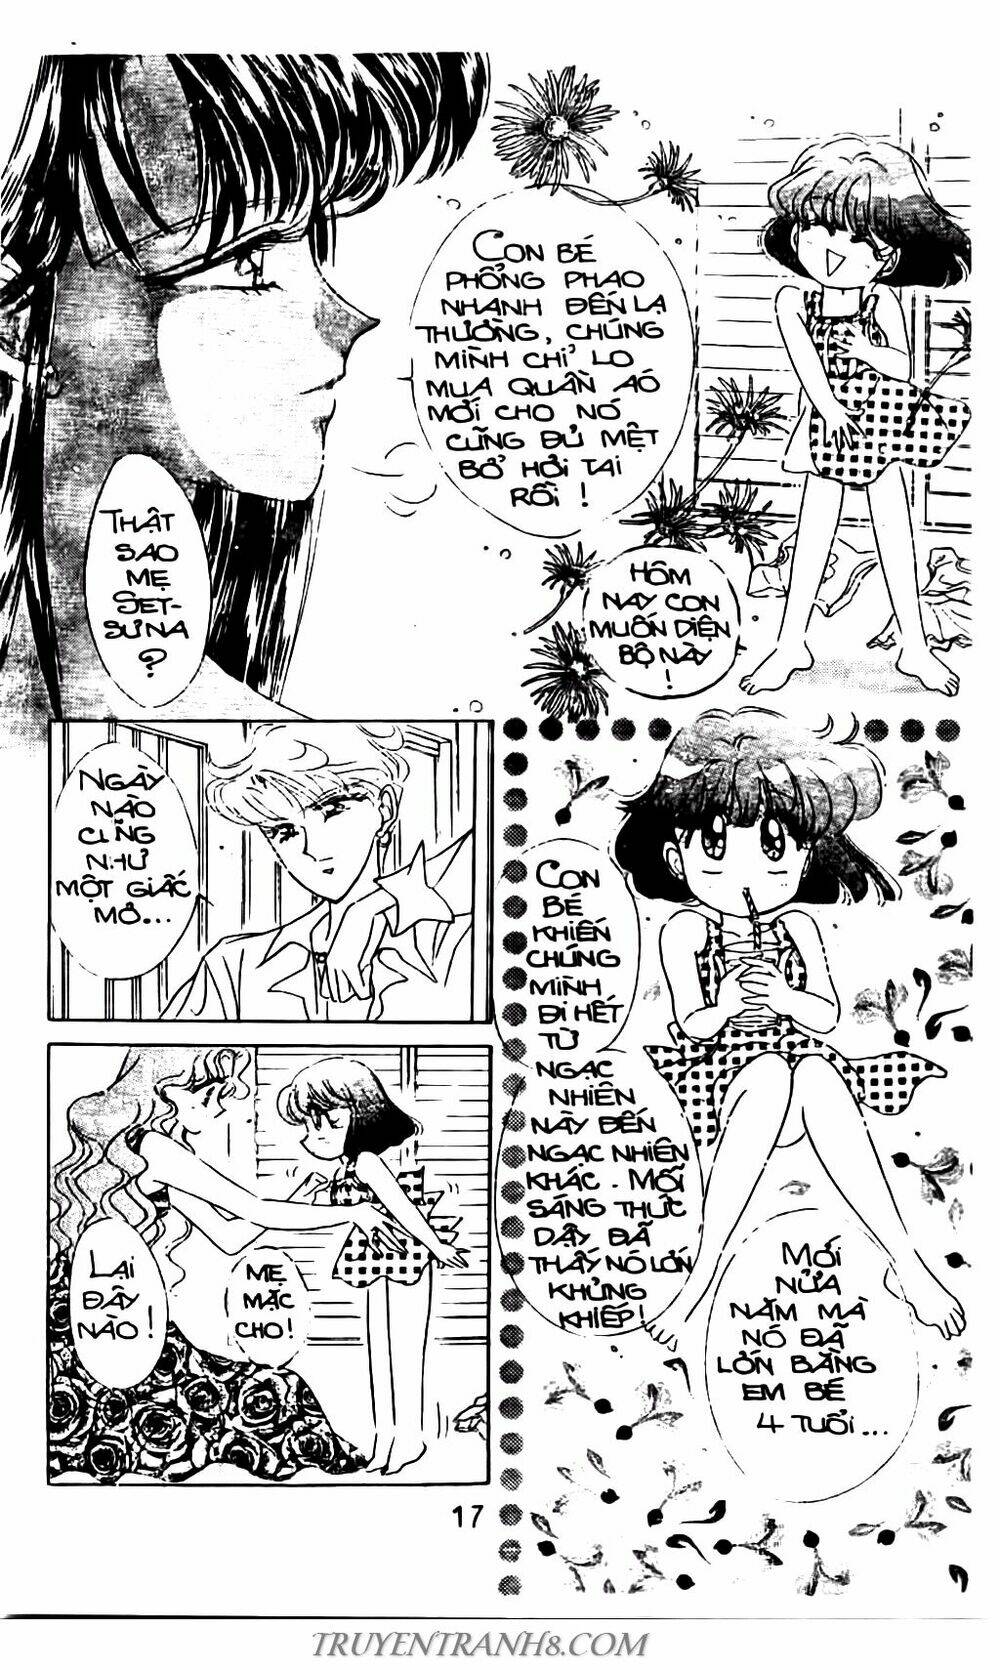 CON BÉ
PHỔNG PHAO
NHANH ĐẾN LẠ
THƯỜNG, CHÚNG
MÌNH CHỈ LO
MUA QUẦN ÁO
MỚI CHO NÓ
CŨNG ĐỦ MỆT
BỞ HƠI TAI
RỒI!
HÔM
NAY CON
MUỐN DIỆN
BỘ NÀY
!
THẬT
SAO
MẸ
SET-
SƯNA
?
NGÀY
NÀO
CŨNG
NHƯ
MỘT GIẤC
MƠ...
CON
BÉ
KHIẾN
CHÚNG
MÌNH
ĐI HẾT
TỪ
NGẠC
NHIÊN
NÀY ĐẾN
NGẠC NHIÊN
KHÁC. MỖI
SÁNG THỨC
DẬY ĐÃ
THẤY NÓ LỚN
KHỦNG
KHIẾP!
MỚI
NỬA
NĂM MÀ
NÓ ĐÃ
LỚN BẰNG
EM BÉ
4 TUỔI...
LẠI
ĐÂY
NÀO!
MẸ
MẶC
CHO!
17
TRUYENTRANH8.COM